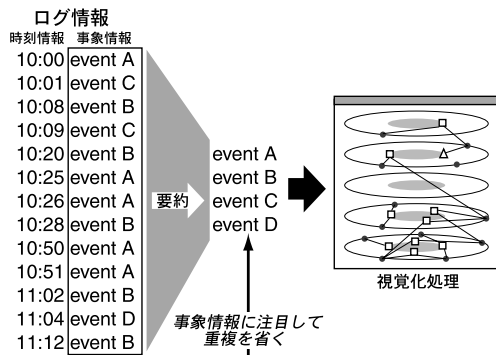 ログ情報
時刻情報 事象情報
10:00 event A
10:01 event C
10:08 event B
10:09 event C
10:20 event B
10:25 event A
10:26 event A
10:28 event B
10:50 event A
10:51 event A
11:02 event B
11:04 event D
11:12 event B
要約
event A
event B
event C
event D
事象情報に注目して
重複を省く
視覚化処理